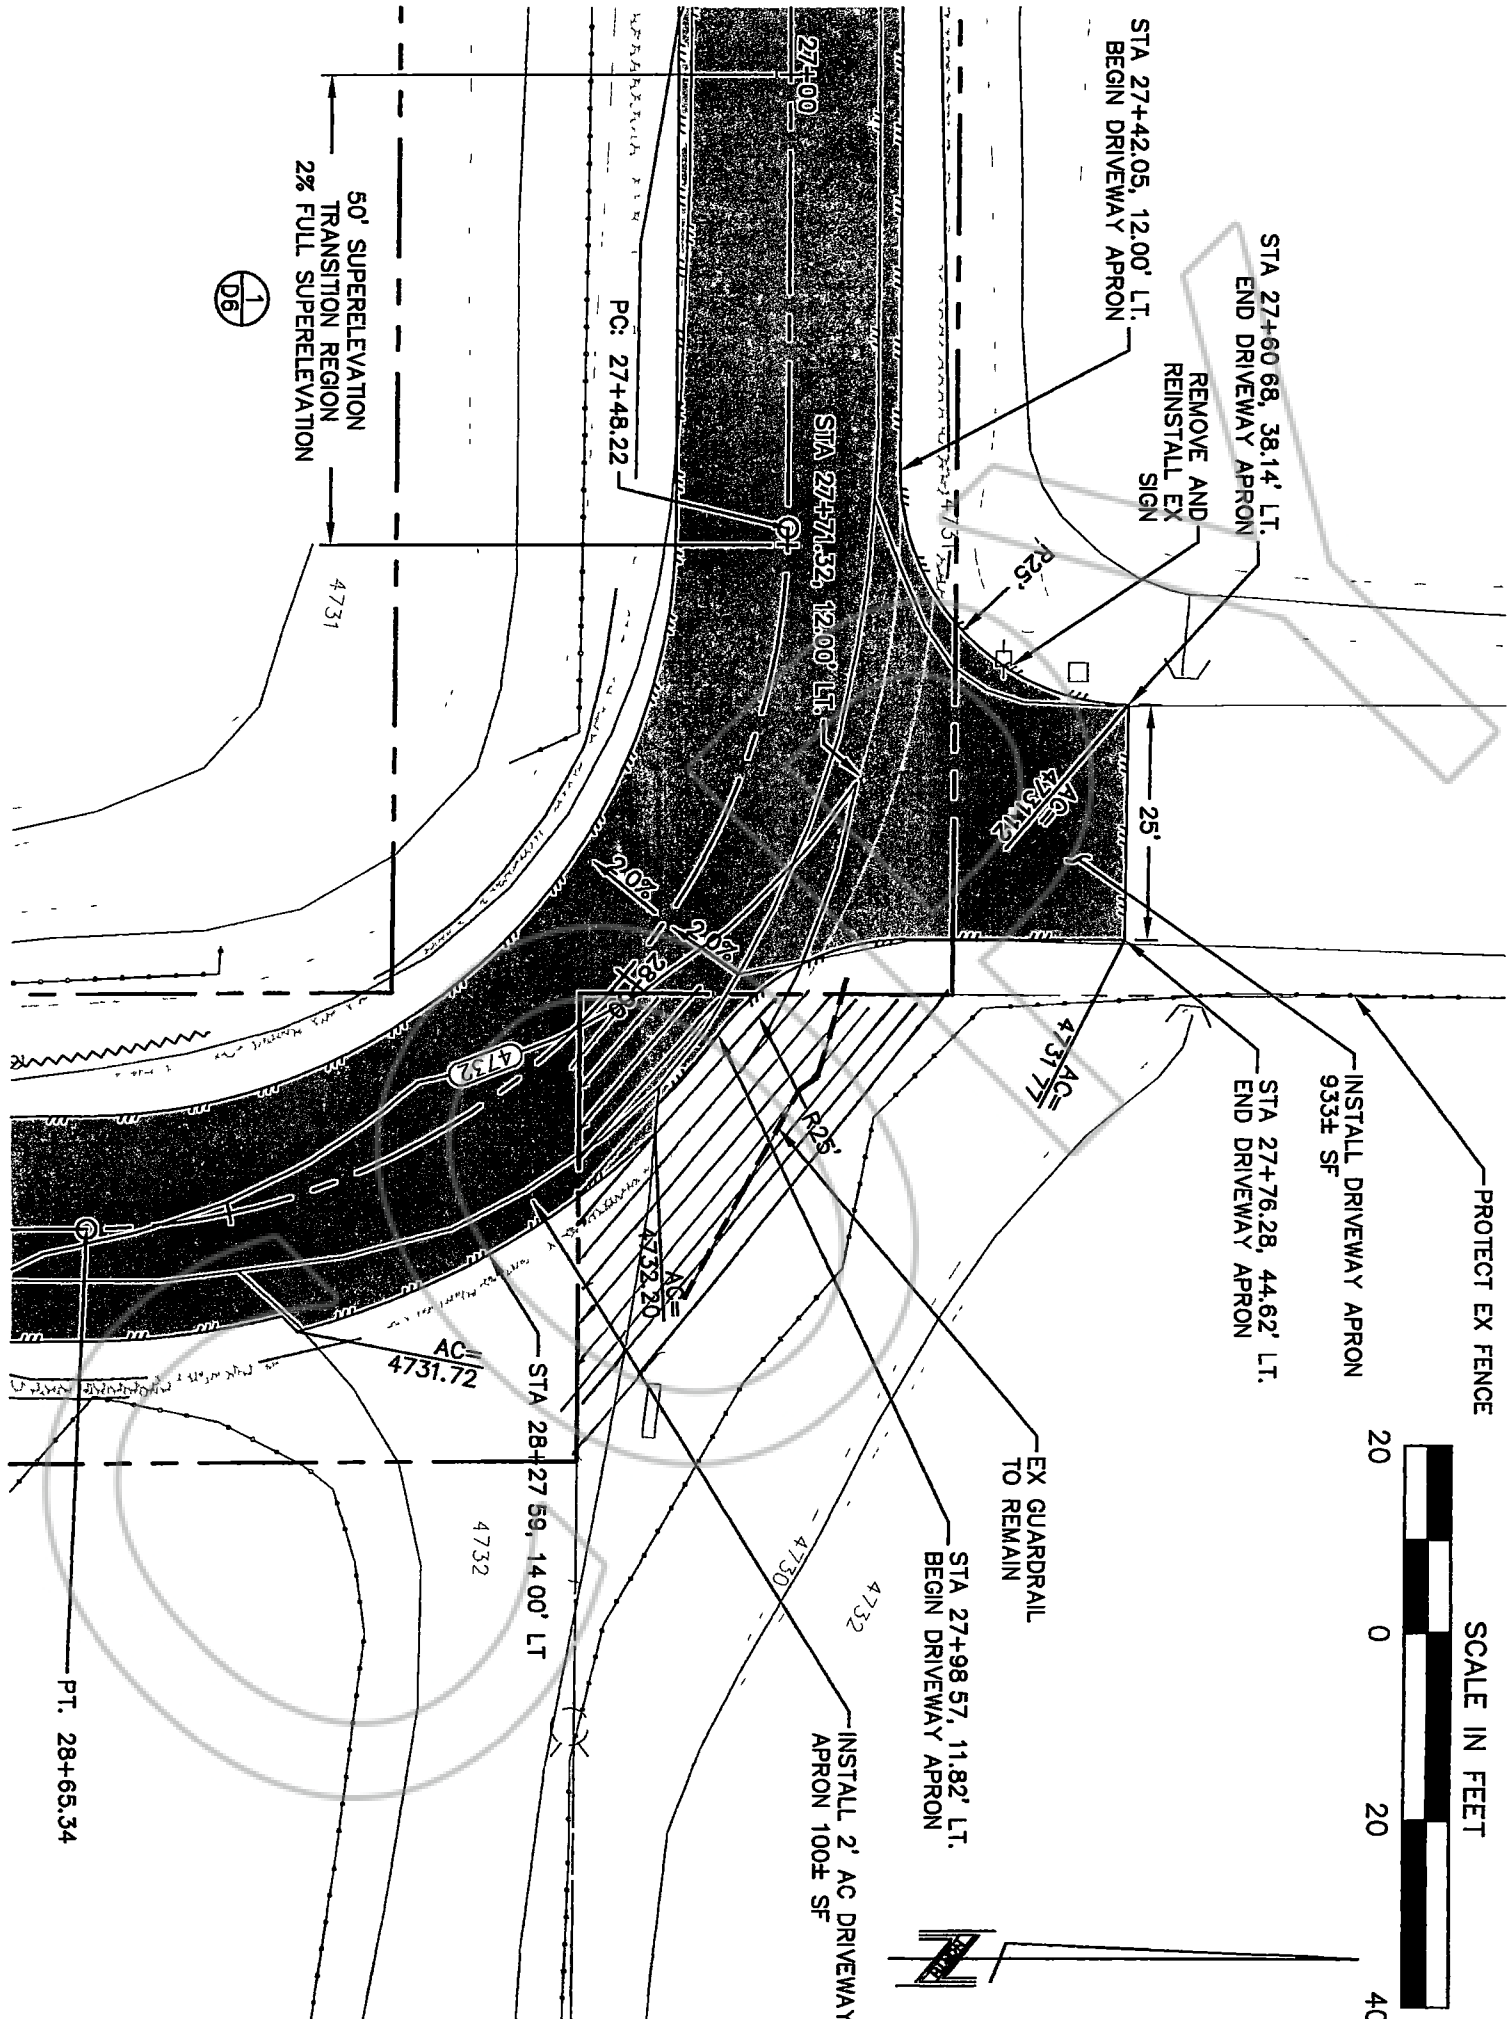 STA 27+42.05, 12.00' LT.
BEGIN DRIVEWAY APRON
STA 27+60 68, 38.14' LT.
END DRIVEWAY APRON
REMOVE AND
REINSTALL EX
SIGN
27+00
50' SUPERELEVATION
TRANSITION REGION
2% FULL SUPERELEVATION
1
D6
PC: 27+48.22
STA 27+71.32, 12.00' LT.
4731
R25'
4731
AC=
4731.12
25'
2.0%
2.0%
28+00
4732
AC=
4731.77
R25'
AC=
4732.20
AC=
4731.72
PROTECT EX FENCE
INSTALL DRIVEWAY APRON
933± SF
STA 27+76.28, 44.62' LT.
END DRIVEWAY APRON
EX GUARDRAIL
TO REMAIN
STA 27+98 57, 11.82' LT.
BEGIN DRIVEWAY APRON
INSTALL 2' AC DRIVEWAY
APRON 100± SF
STA 28+27 59, 14 00' LT
4732
4730
4732
PT. 28+65.34
SCALE IN FEET
20 0 20 40
COPY